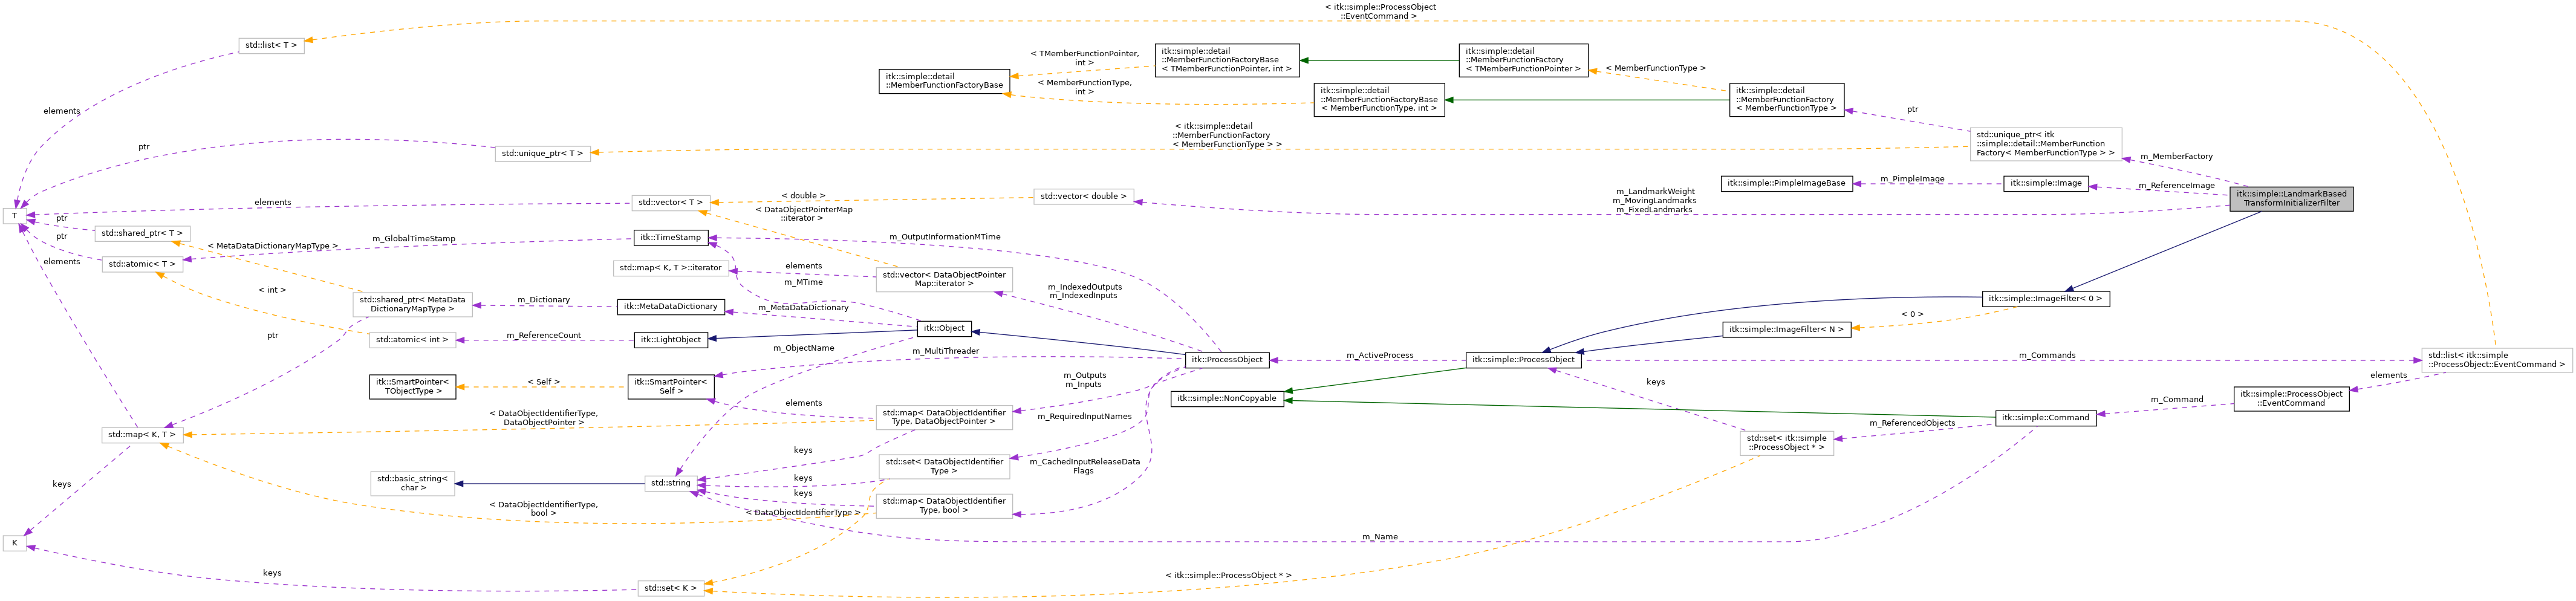 < itk::simple::ProcessObject
::EventCommand >
std::list< T >
itk::simple::detail
::MemberFunctionFactoryBase
< TMemberFunctionPointer,
int >
itk::simple::detail
::MemberFunctionFactoryBase
< TMemberFunctionPointer, int >
itk::simple::detail
::MemberFunctionFactory
< TMemberFunctionPointer >
< MemberFunctionType >
< MemberFunctionType,
int >
itk::simple::detail
::MemberFunctionFactoryBase
< MemberFunctionType, int >
itk::simple::detail
::MemberFunctionFactory
< MemberFunctionType >
ptr
elements
ptr
std::unique_ptr< T >
< itk::simple::detail
::MemberFunctionFactory
< MemberFunctionType > >
std::unique_ptr< itk
::simple::detail::MemberFunction
Factory< MemberFunctionType > >
m_MemberFactory
itk::simple::PimpleImageBase
m_PimpleImage
itk::simple::Image
m_ReferenceImage
itk::simple::LandmarkBased
TransformInitializerFilter
elements
std::vector< T >
< double >
std::vector< double >
m_LandmarkWeight
m_MovingLandmarks
m_FixedLandmarks
T
ptr
std::shared_ptr< T >
< DataObjectPointerMap
::iterator >
ptr
< MetaDataDictionaryMapType >
m_GlobalTimeStamp
itk::TimeStamp
m_OutputInformationMTime
elements
std::atomic< T >
std::map< K, T >::iterator
elements
std::vector< DataObjectPointer
Map::iterator >
m_MTime
m_IndexedOutputs
m_IndexedInputs
< int >
std::shared_ptr< MetaData
DictionaryMapType >
m_Dictionary
itk::MetaDataDictionary
m_MetaDataDictionary
itk::simple::ImageFilter< 0 >
< 0 >
ptr
std::atomic< int >
m_ReferenceCount
itk::LightObject
itk::Object
itk::simple::ImageFilter< N >
m_ObjectName
m_MultiThreader
itk::ProcessObject
m_ActiveProcess
itk::simple::ProcessObject
m_Commands
std::list< itk::simple
::ProcessObject::EventCommand >
itk::SmartPointer<
TObjectType >
< Self >
itk::SmartPointer<
Self >
m_Outputs
m_Inputs
keys
elements
itk::simple::NonCopyable
itk::simple::ProcessObject
::EventCommand
m_Command
elements
< DataObjectIdentifierType,
DataObjectPointer >
std::map< DataObjectIdentifier
Type, DataObjectPointer >
m_RequiredInputNames
itk::simple::Command
m_ReferencedObjects
std::map< K, T >
std::set< itk::simple
::ProcessObject * >
keys
std::set< DataObjectIdentifier
Type >
m_CachedInputReleaseData
Flags
keys
std::basic_string<
char >
std::string
keys
keys
std::map< DataObjectIdentifier
Type, bool >
< DataObjectIdentifierType,
bool >
< DataObjectIdentifierType >
K
m_Name
keys
< itk::simple::ProcessObject * >
std::set< K >